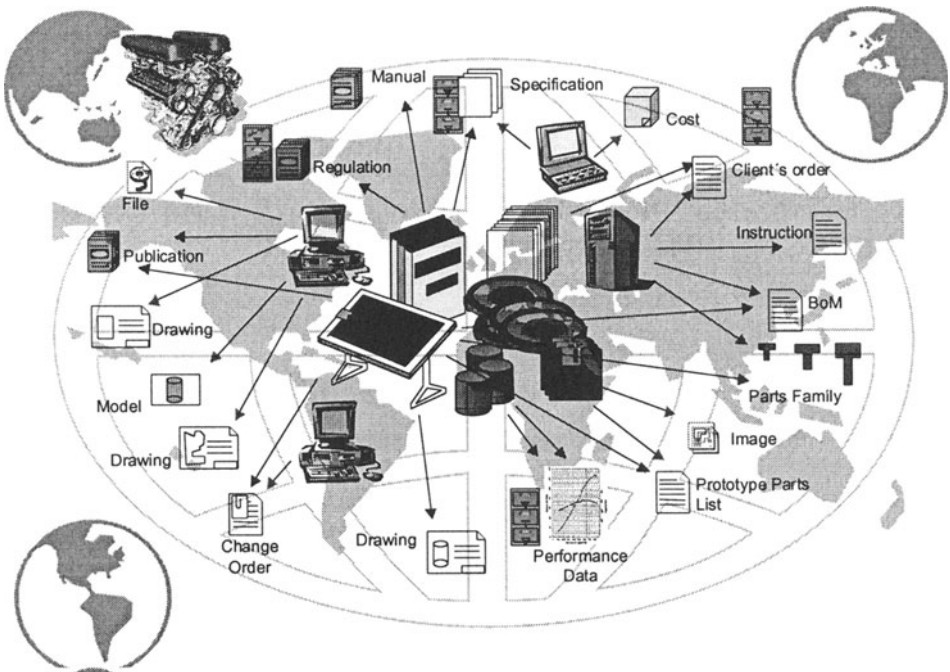 Manual
Specification
Cost
Regulation
Client´s order
File
Instruction
Publication
BoM
Drawing
Parts Family
Model
Image
Drawing
Prototype Parts
List
Change
Order
Drawing
Performance
Data